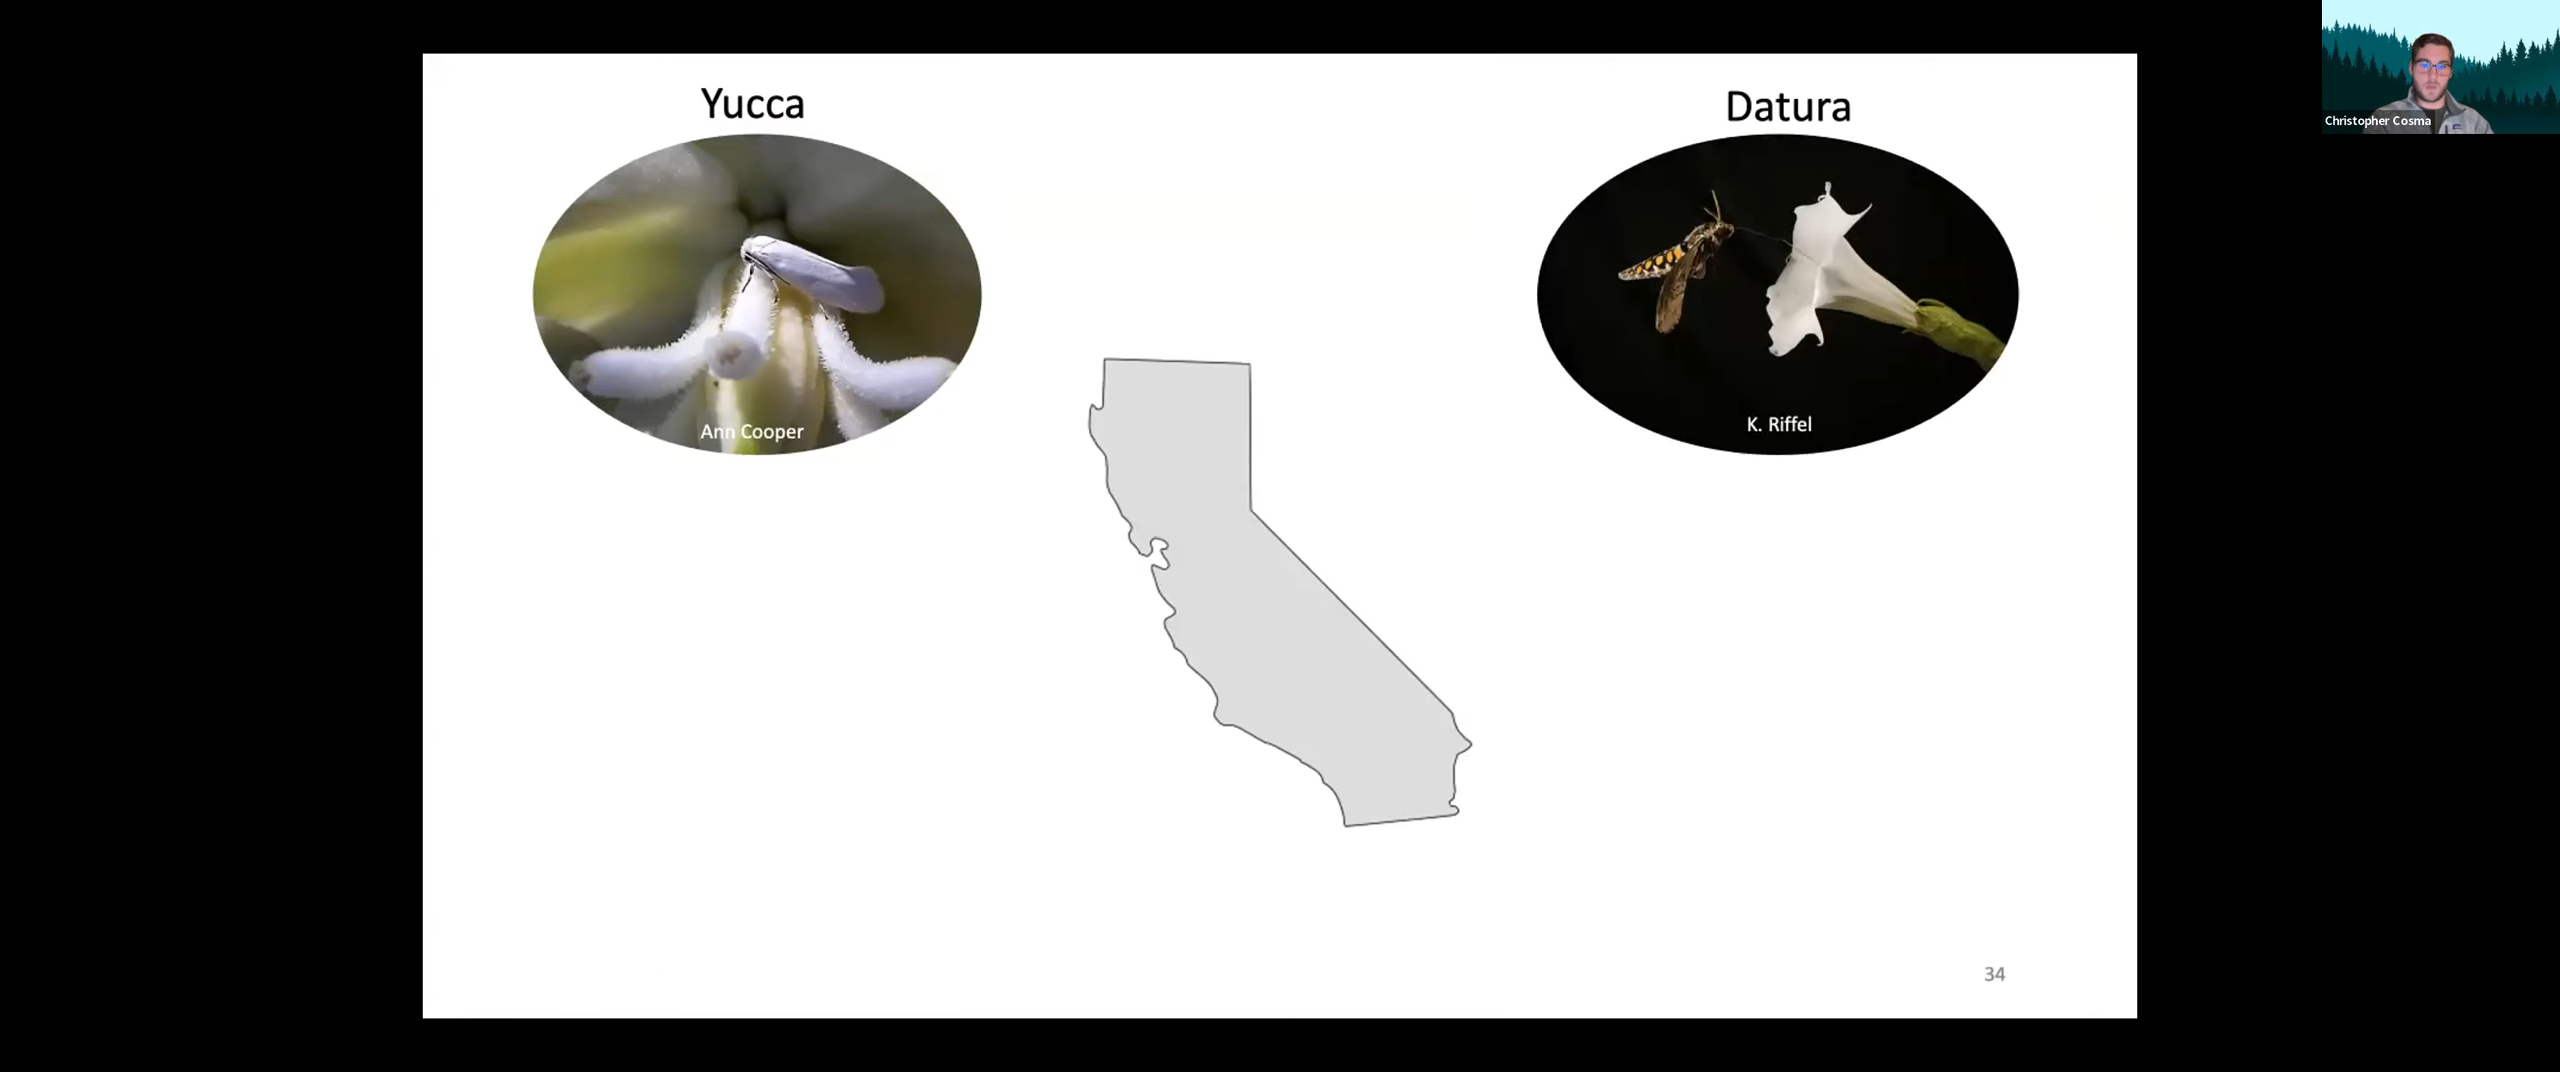 Yucca
Datura
Christopher Cosma
Ann Cooper
K. Riffel
34